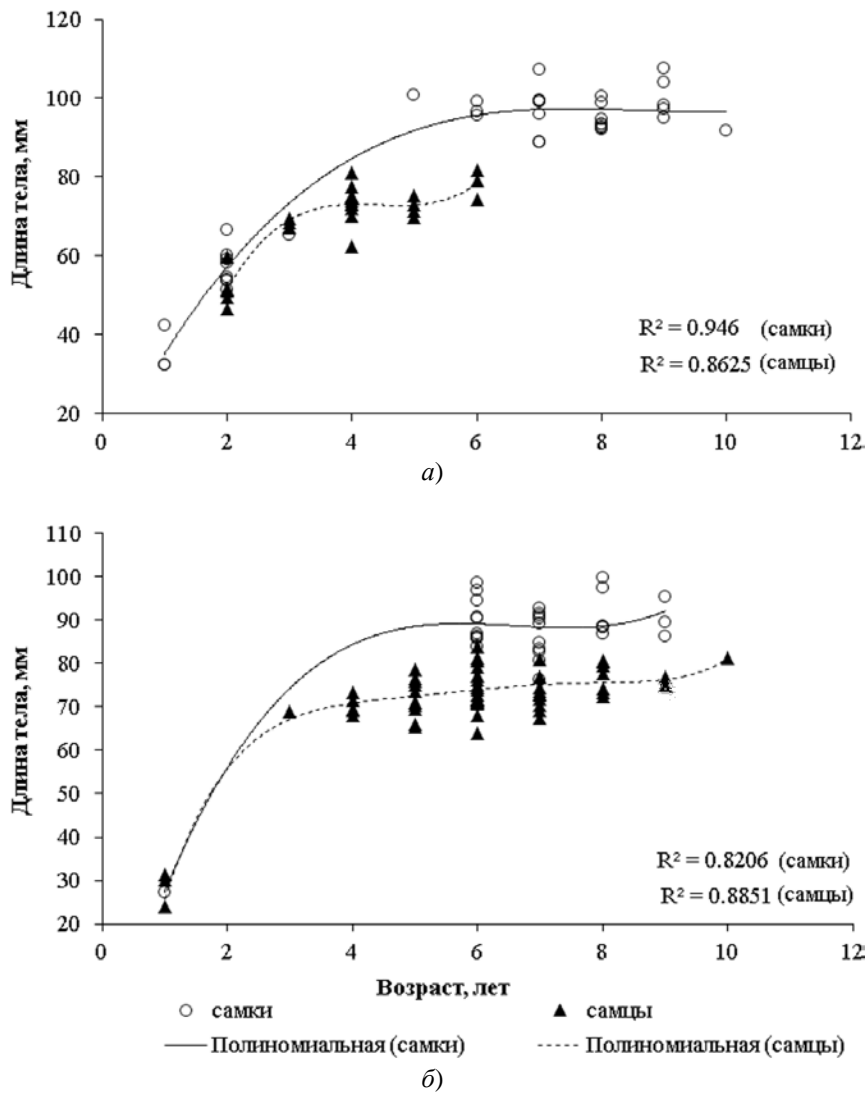 120
100
80
60
40
20
Длина тела, мм
R² = 0.946 (самки)
R² = 0.8625 (самцы)
0 2 4 6 8 10 12
а)
110
100
90
80
70
60
50
40
30
20
Длина тела, мм
R² = 0.8206 (самки)
R² = 0.8851 (самцы)
0 2 4 6 8 10 12
Возраст, лет
самки самцы
Полиномиальная (самки) Полиномиальная (самцы)
б)